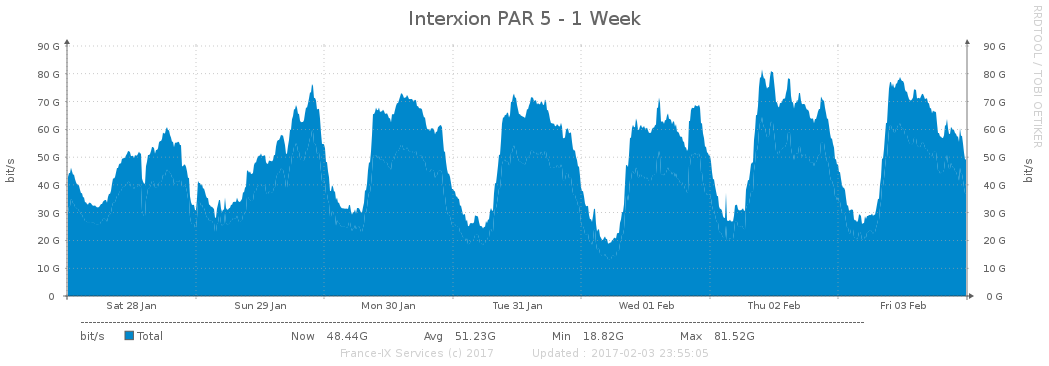 Interxion PAR 5 - 1 Week
RRDTOOL / TOBI OETIKER
90 G 90 G
80 G 80 G
70 G 70 G
60 G 60 G
50 G 50 G
40 G 40 G
30 G 30 G
20 G 20 G
10 G 10 G
0 0 G
bit/s
bit/s
Sat 28 Jan Sun 29 Jan Mon 30 Jan Tue 31 Jan Wed 01 Feb Thu 02 Feb Fri 03 Feb
bit/s Total Now 48.44G Avg 51.23G Min 18.82G Max 81.52G
France-IX Services (c) 2017 Updated : 2017-02-03 23:55:05